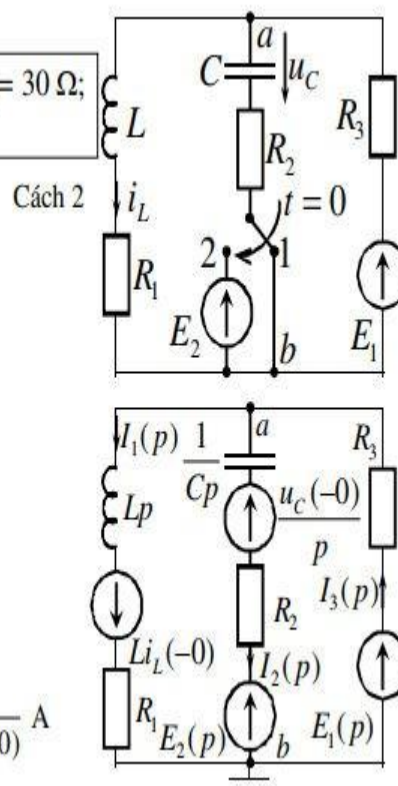 a
C
u_C
= 30 Ω;
L
R_3
R_2
Cách 2
i_L
t = 0
2
1
R_1
E_2
E_1
b
I_1(p)
1/Cp
a
R_3
Lp
u_C(–0)/p
I_3(p)
R_2
Li_L(–0)
I_2(p)
R_1
E_2(p)
b
E_1(p)
A
0)